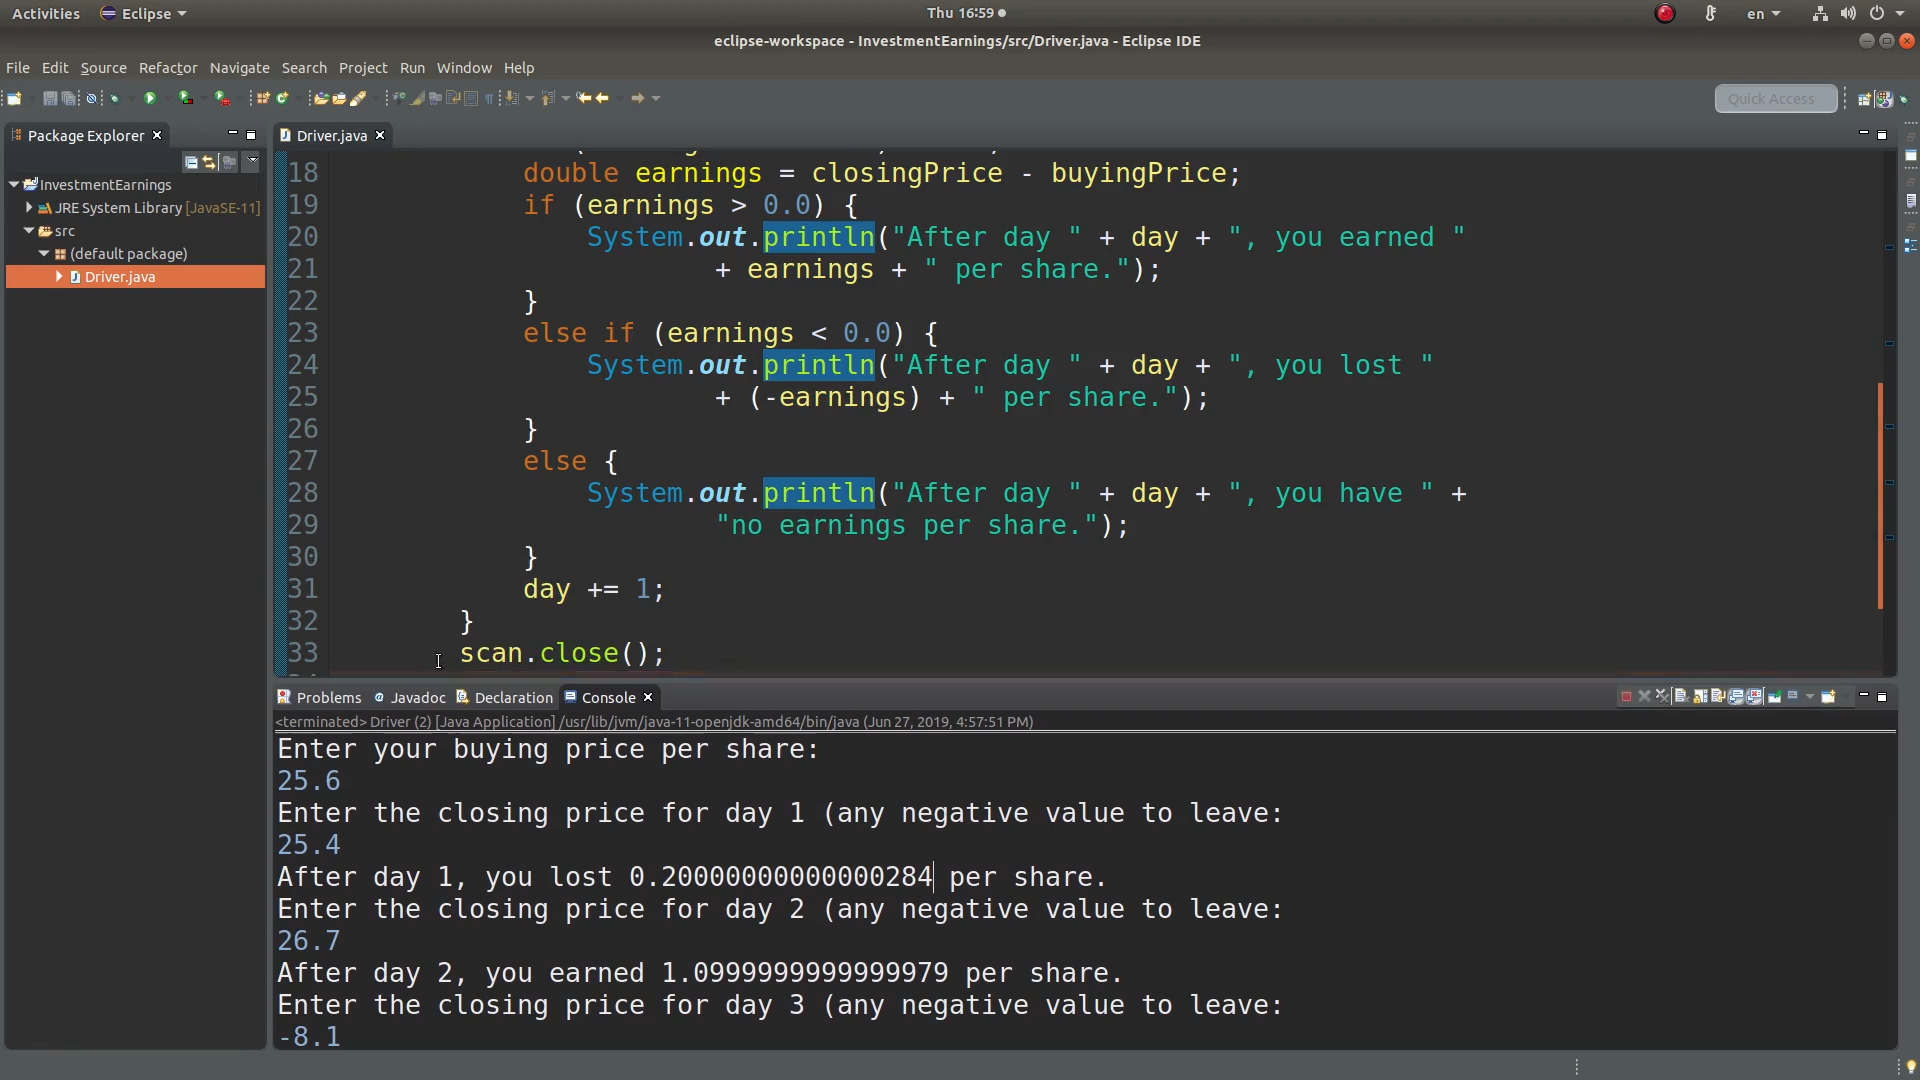 Activities Eclipse Thu 16:59 en
eclipse-workspace - InvestmentEarnings/src/Driver.java - Eclipse IDE
File Edit Source Refactor Navigate Search Project Run Window Help
Quick Access
Package Explorer
InvestmentEarnings
JRE System Library [JavaSE-11]
src
(default package)
Driver.java
Driver.java
18 double earnings = closingPrice - buyingPrice;
19 if (earnings > 0.0) {
20 System.out.println("After day " + day + ", you earned "
21 + earnings + " per share.");
22 }
23 else if (earnings < 0.0) {
24 System.out.println("After day " + day + ", you lost "
25 + (-earnings) + " per share.");
26 }
27 else {
28 System.out.println("After day " + day + ", you have " +
29 "no earnings per share.");
30 }
31 day += 1;
32 }
33 scan.close();
Problems Javadoc Declaration Console
<terminated> Driver (2) [Java Application] /usr/lib/jvm/java-11-openjdk-amd64/bin/java (Jun 27, 2019, 4:57:51 PM)
Enter your buying price per share:
25.6
Enter the closing price for day 1 (any negative value to leave:
25.4
After day 1, you lost 0.20000000000000284 per share.
Enter the closing price for day 2 (any negative value to leave:
26.7
After day 2, you earned 1.0999999999999979 per share.
Enter the closing price for day 3 (any negative value to leave:
-8.1